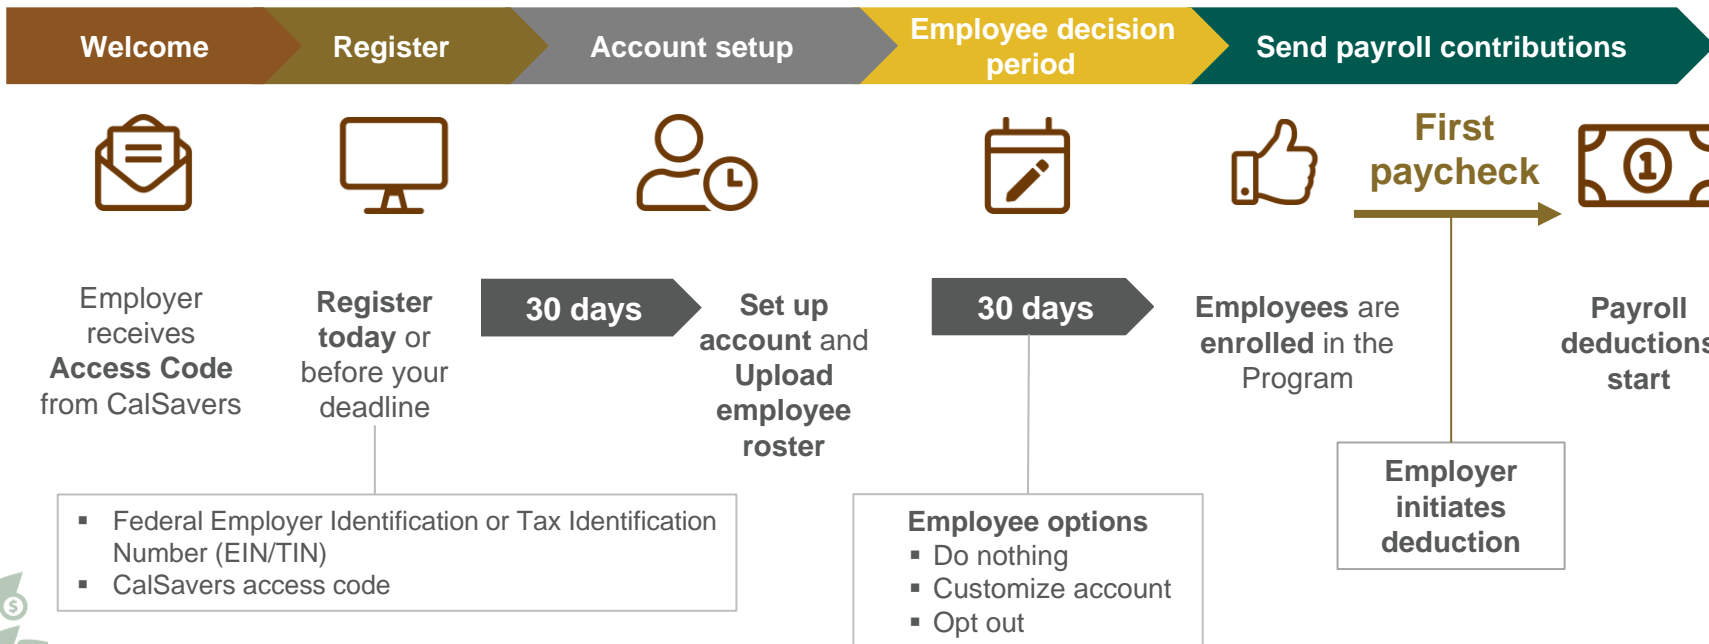 Welcome
Register
Account setup
Employee decision
period
Send payroll contributions
First
paycheck
1
Employer
receives
Access Code
from CalSavers
Register
today or
before your
deadline
30 days
Set up
account and
Upload
employee
roster
30 days
Employees are
enrolled in the
Program
Payroll
deductions
start
▪ Federal Employer Identification or Tax Identification
Number (EIN/TIN)
▪ CalSavers access code
Employee options
▪ Do nothing
▪ Customize account
▪ Opt out
Employer
initiates
deduction
$